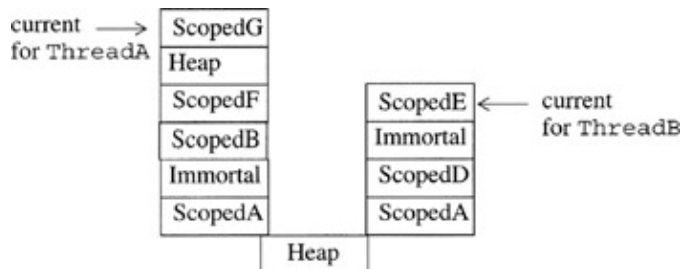 current
for ThreadA
ScopedG
Heap
ScopedF
ScopedB
Immortal
ScopedA
ScopedE
Immortal
ScopedD
ScopedA
current
for ThreadB
Heap